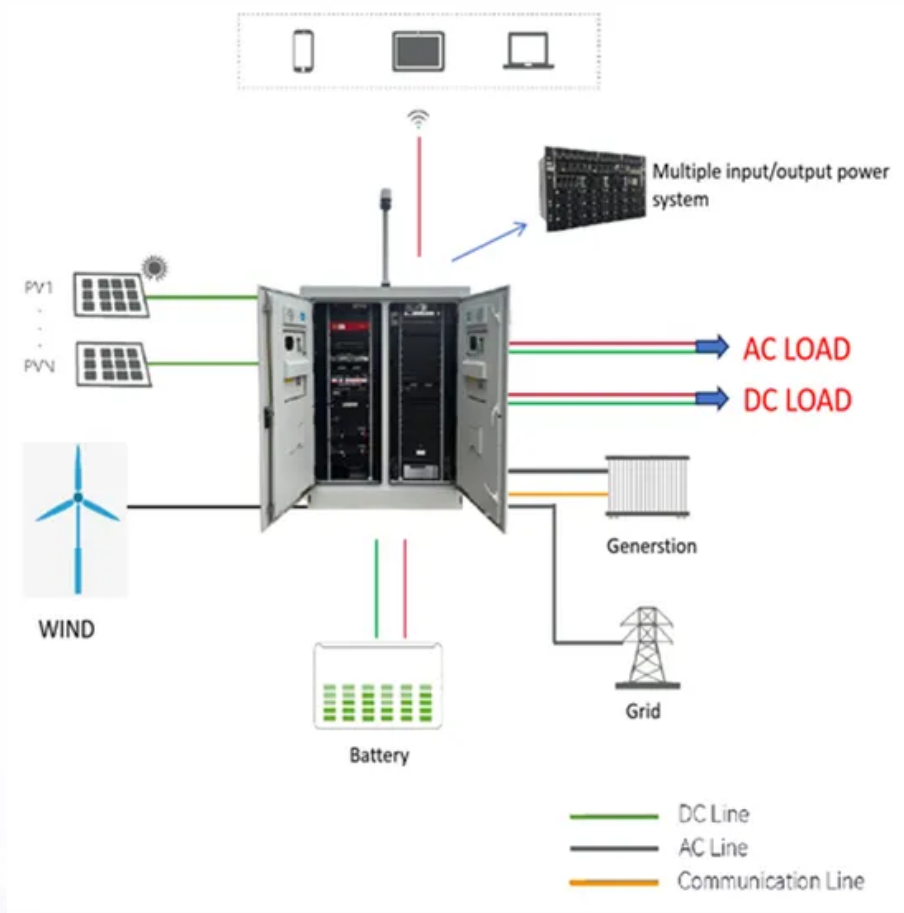 Multiple input/output power
system
PV1
PVN
AC LOAD
DC LOAD
WIND
Generstion
Grid
Battery
DC Line
AC Line
Communication Line